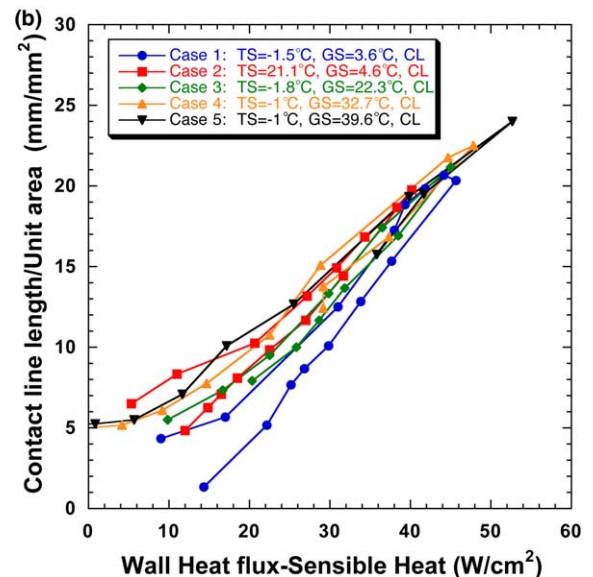 (b)
30
25
20
15
10
5
0
Contact line length/Unit area (mm/mm²)
Case 1: TS=-1.5°C, GS=3.6°C, CL
Case 2: TS=21.1°C, GS=4.6°C, CL
Case 3: TS=-1.8°C, GS=22.3°C, CL
Case 4: TS=-1°C, GS=32.7°C, CL
Case 5: TS=-1°C, GS=39.6°C, CL
0 10 20 30 40 50 60
Wall Heat flux-Sensible Heat (W/cm²)